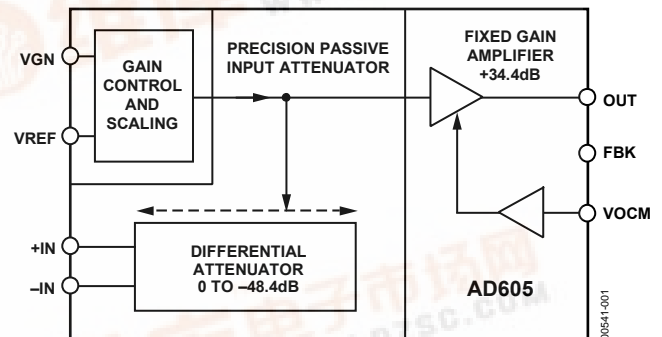 VGN
VREF
GAIN
CONTROL
AND
SCALING
PRECISION PASSIVE
INPUT ATTENUATOR
FIXED GAIN
AMPLIFIER
+34.4dB
OUT
FBK
VOCM
+IN
–IN
DIFFERENTIAL
ATTENUATOR
0 TO –48.4dB
AD605
00541-001